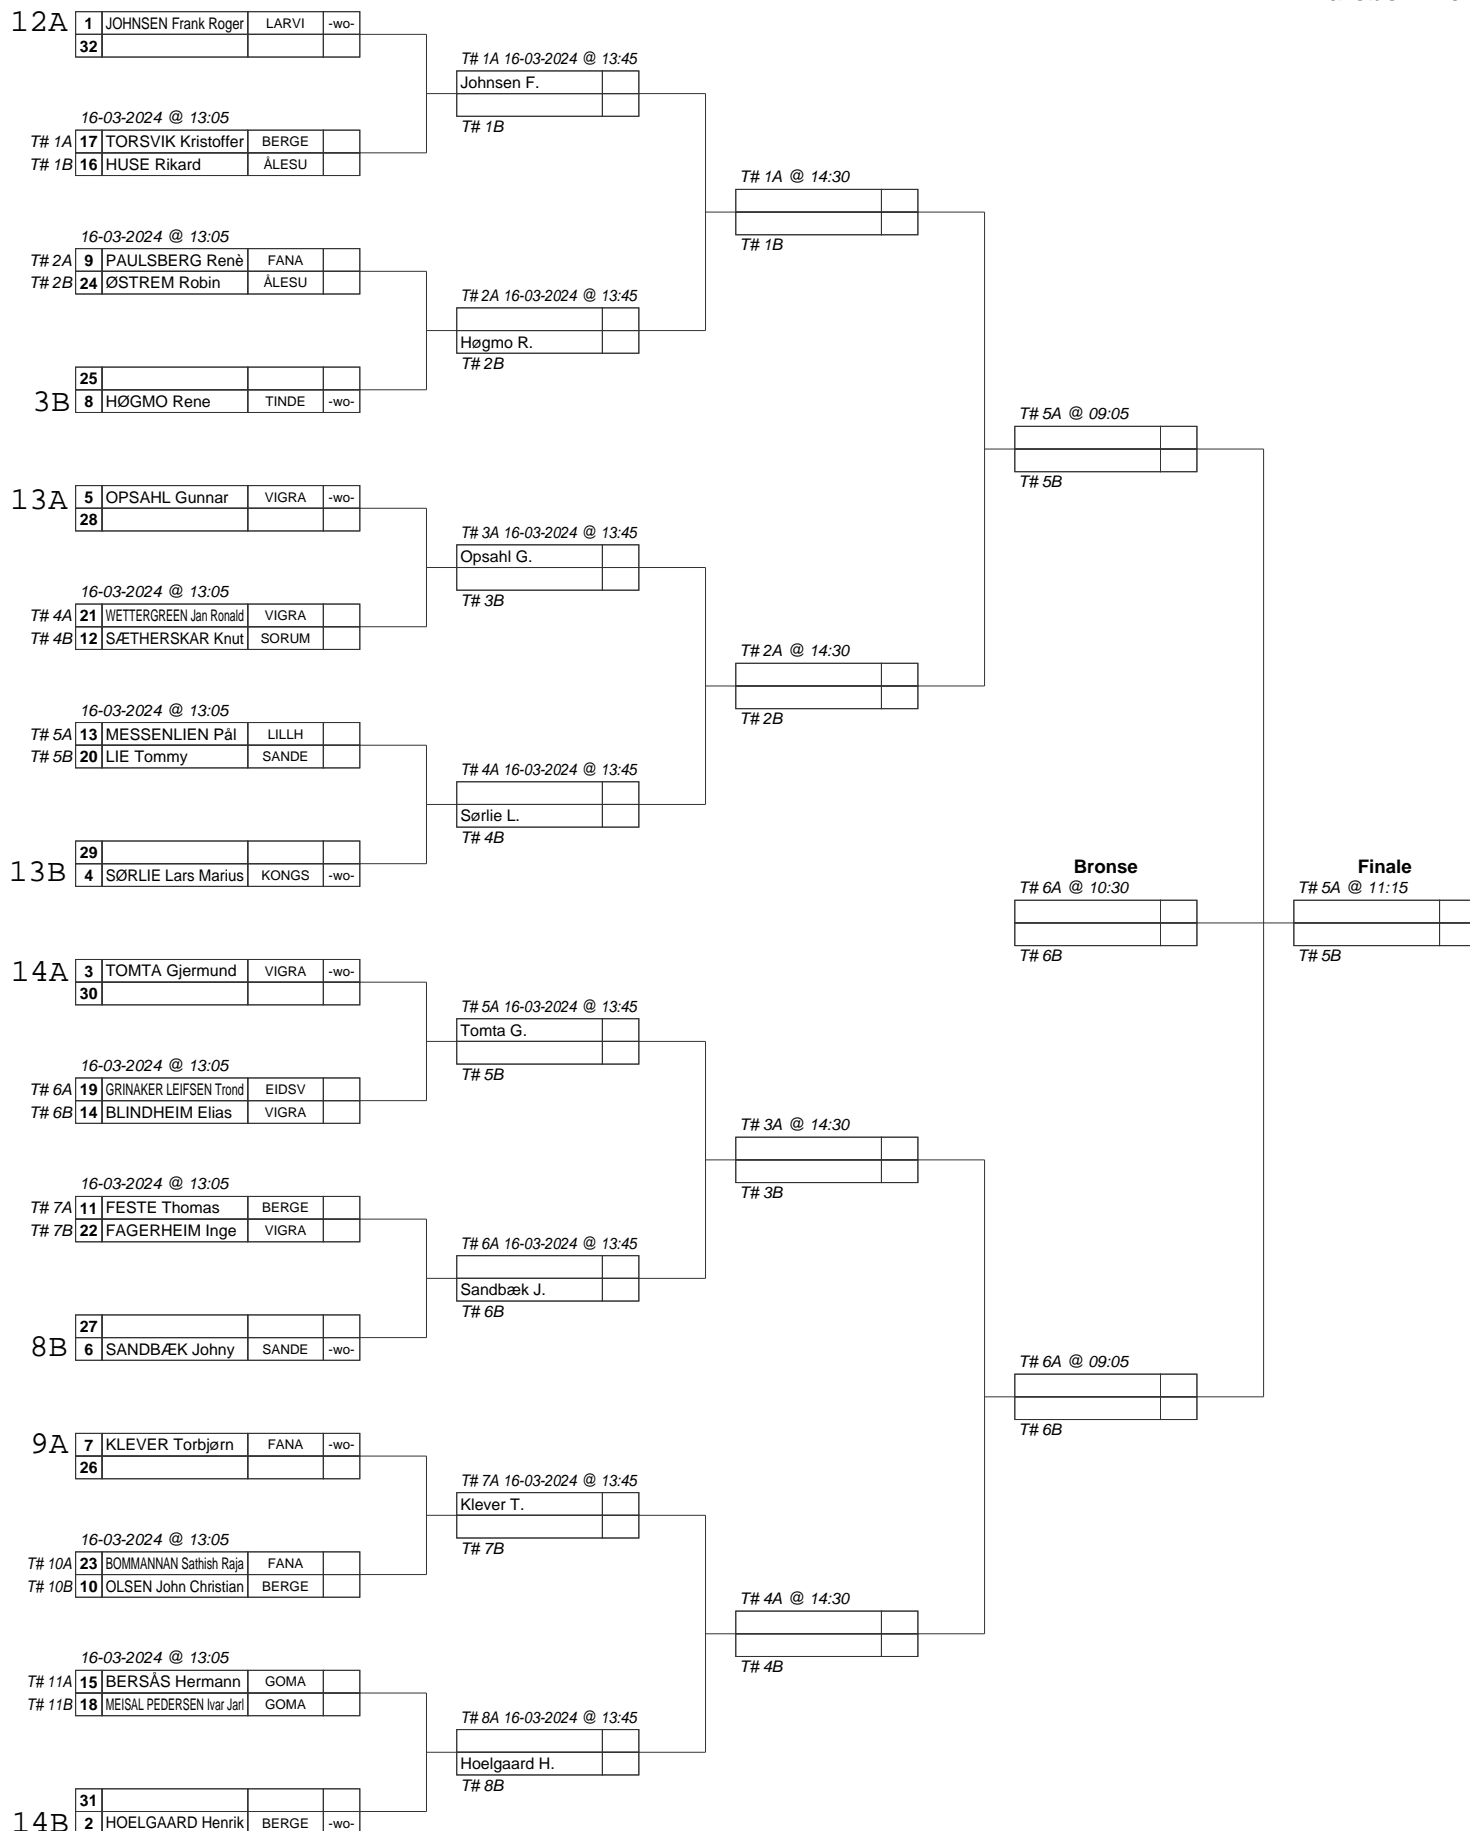 12A 1 JOHNSEN Frank Roger LARVI -wo-
32
T# 1A 16-03-2024 @ 13:45
Johnsen F.
T# 1B
16-03-2024 @ 13:05
T# 1A 17 TORSVIK Kristoffer BERGE
T# 1B 16 HUSE Rikard ÅLESU
T# 1A @ 14:30
T# 1B
16-03-2024 @ 13:05
T# 2A 9 PAULSBERG Renè FANA
T# 2B 24 ØSTREM Robin ÅLESU
T# 2A 16-03-2024 @ 13:45
Høgmo R.
T# 2B
25
3B 8 HØGMO Rene TINDE -wo-
T# 5A @ 09:05
T# 5B
13A 5 OPSAHL Gunnar VIGRA -wo-
28
T# 3A 16-03-2024 @ 13:45
Opsahl G.
T# 3B
16-03-2024 @ 13:05
T# 4A 21 WETTERGREEN Jan Ronald VIGRA
T# 4B 12 SÆTHERSKAR Knut SORUM
T# 2A @ 14:30
T# 2B
16-03-2024 @ 13:05
T# 5A 13 MESSENLIEN Pål LILLH
T# 5B 20 LIE Tommy SANDE
T# 4A 16-03-2024 @ 13:45
Sørlie L.
T# 4B
29
13B 4 SØRLIE Lars Marius KONGS -wo-
Bronse
T# 6A @ 10:30
T# 6B
Finale
T# 5A @ 11:15
T# 5B
14A 3 TOMTA Gjermund VIGRA -wo-
30
T# 5A 16-03-2024 @ 13:45
Tomta G.
T# 5B
16-03-2024 @ 13:05
T# 6A 19 GRINAKER LEIFSEN Trond EIDSV
T# 6B 14 BLINDHEIM Elias VIGRA
T# 3A @ 14:30
T# 3B
16-03-2024 @ 13:05
T# 7A 11 FESTE Thomas BERGE
T# 7B 22 FAGERHEIM Inge VIGRA
T# 6A 16-03-2024 @ 13:45
Sandbæk J.
T# 6B
27
8B 6 SANDBÆK Johny SANDE -wo-
T# 6A @ 09:05
T# 6B
9A 7 KLEVER Torbjørn FANA -wo-
26
T# 7A 16-03-2024 @ 13:45
Klever T.
T# 7B
16-03-2024 @ 13:05
T# 10A 23 BOMMANNAN Sathish Raja FANA
T# 10B 10 OLSEN John Christian BERGE
T# 4A @ 14:30
T# 4B
16-03-2024 @ 13:05
T# 11A 15 BERSÅS Hermann GOMA
T# 11B 18 MEISAL PEDERSEN Ivar Jarl GOMA
T# 8A 16-03-2024 @ 13:45
Hoelgaard H.
T# 8B
31
14B 2 HOELGAARD Henrik BERGE -wo-